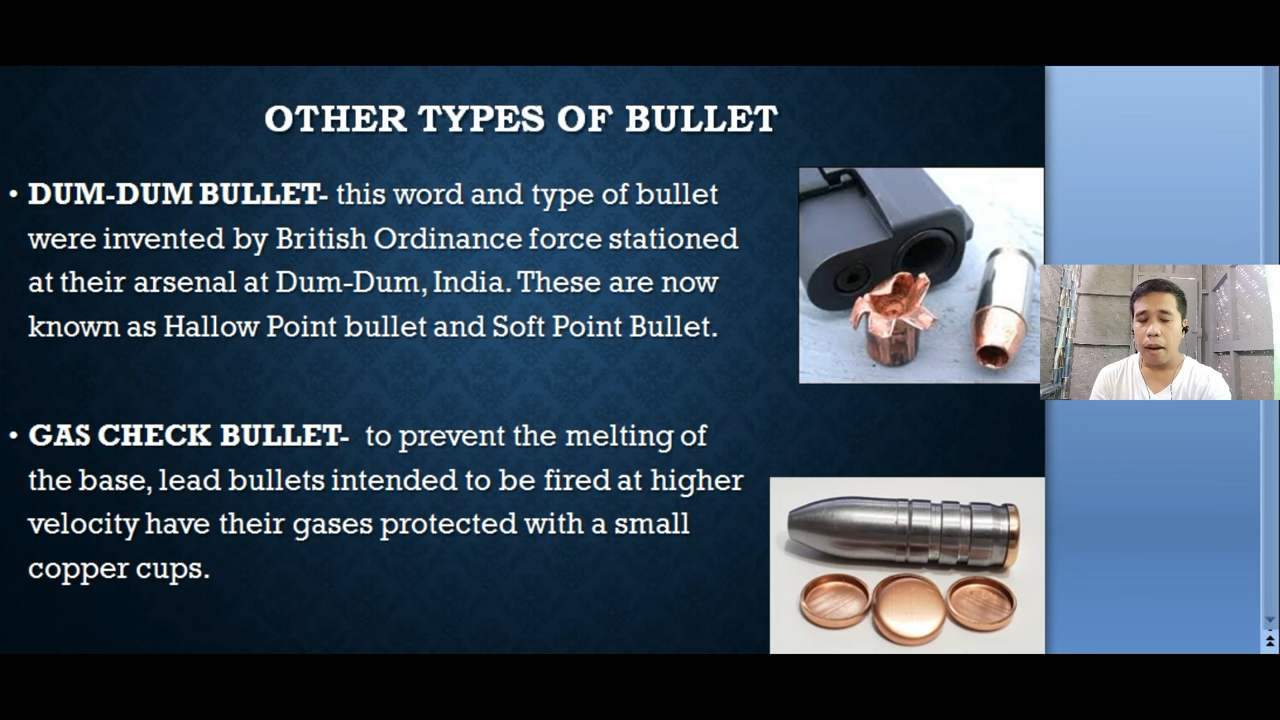 OTHER TYPES OF BULLET
• DUM-DUM BULLET- this word and type of bullet
were invented by British Ordinance force stationed
at their arsenal at Dum-Dum, India. These are now
known as Hallow Point bullet and Soft Point Bullet.
• GAS CHECK BULLET- to prevent the melting of
the base, lead bullets intended to be fired at higher
velocity have their gases protected with a small
copper cups.